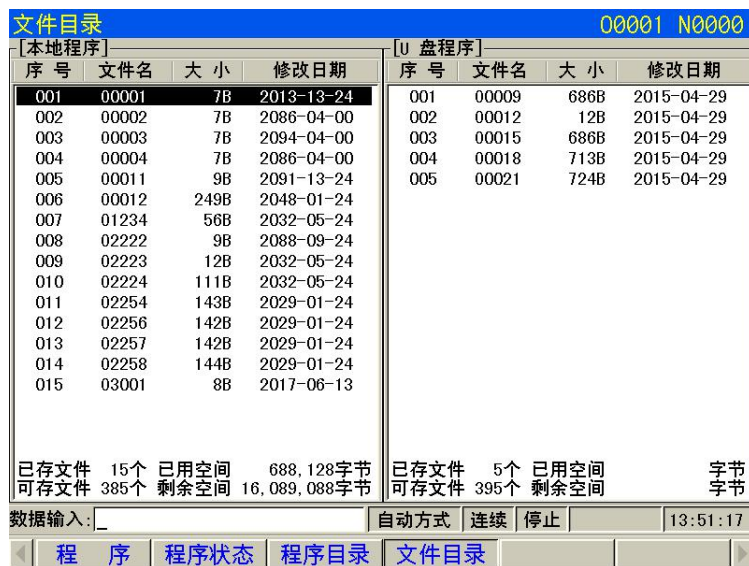 文件目录 O0001 N0000
[本地程序]
序 号 文件名 大 小 修改日期
001 O0001 7B 2013-13-24
002 O0002 7B 2086-04-00
003 O0003 7B 2094-04-00
004 O0004 7B 2086-04-00
005 O0011 9B 2091-13-24
006 O0012 249B 2048-01-24
007 O1234 56B 2032-05-24
008 O2222 9B 2088-09-24
009 O2223 12B 2032-05-24
010 O2224 111B 2032-05-24
011 O2254 143B 2029-01-24
012 O2256 142B 2029-01-24
013 O2257 142B 2029-01-24
014 O2258 144B 2029-01-24
015 O3001 8B 2017-06-13
已存文件 15个 已用空间 688,128字节
可存文件 385个 剩余空间 16,089,088字节
[U 盘程序]
序 号 文件名 大 小 修改日期
001 O0009 686B 2015-04-29
002 O0012 12B 2015-04-29
003 O0015 686B 2015-04-29
004 O0018 713B 2015-04-29
005 O0021 724B 2015-04-29
已存文件 5个 已用空间 字节
可存文件 395个 剩余空间 字节
数据输入:_ 自动方式 连续 停止 13:51:17
程 序 程序状态 程序目录 文件目录